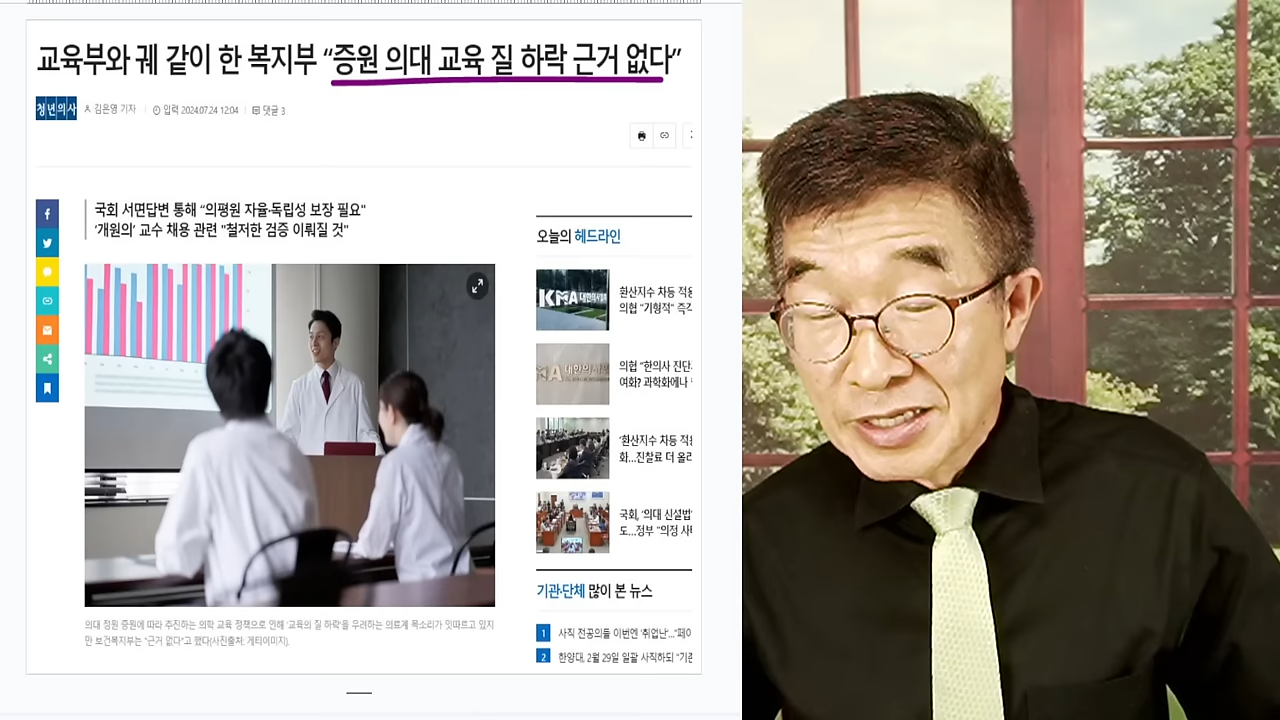 교육부와 궤 같이 한 복지부 “증원 의대 교육 질 하락 근거 없다”
청년의사 김은영 기자 입력 2024.07.24 12:04 댓글 3
국회 서면답변 통해 “의평원 자율·독립성 보장 필요"
‘개원의’ 교수 채용 관련 "철저한 검증 이뤄질 것"
오늘의 헤드라인
KMA 대한의사협회
환산지수 차등 적용
의협 “기형적” 즉각
의협 “한의사 진단
여화? 과학화에나
‘환산지수 차등 적용
화…진찰료 더 올리
국회, ‘의대 신설법’
도…정부 “의정 사
기관·단체 많이 본 뉴스
1 사직 전공의들 이번엔 ‘취업난’…"페이
2 한양대, 2월 29일 일괄 사직하되 "기존
의대 정원 증원에 따라 추진하는 의학 교육 정책으로 인해 ‘교육의 질 하락’을 우려하는 의료계 목소리가 잇따르고 있지
만 보건복지부는 “근거 없다”고 했다(사진출처: 게티이미지).